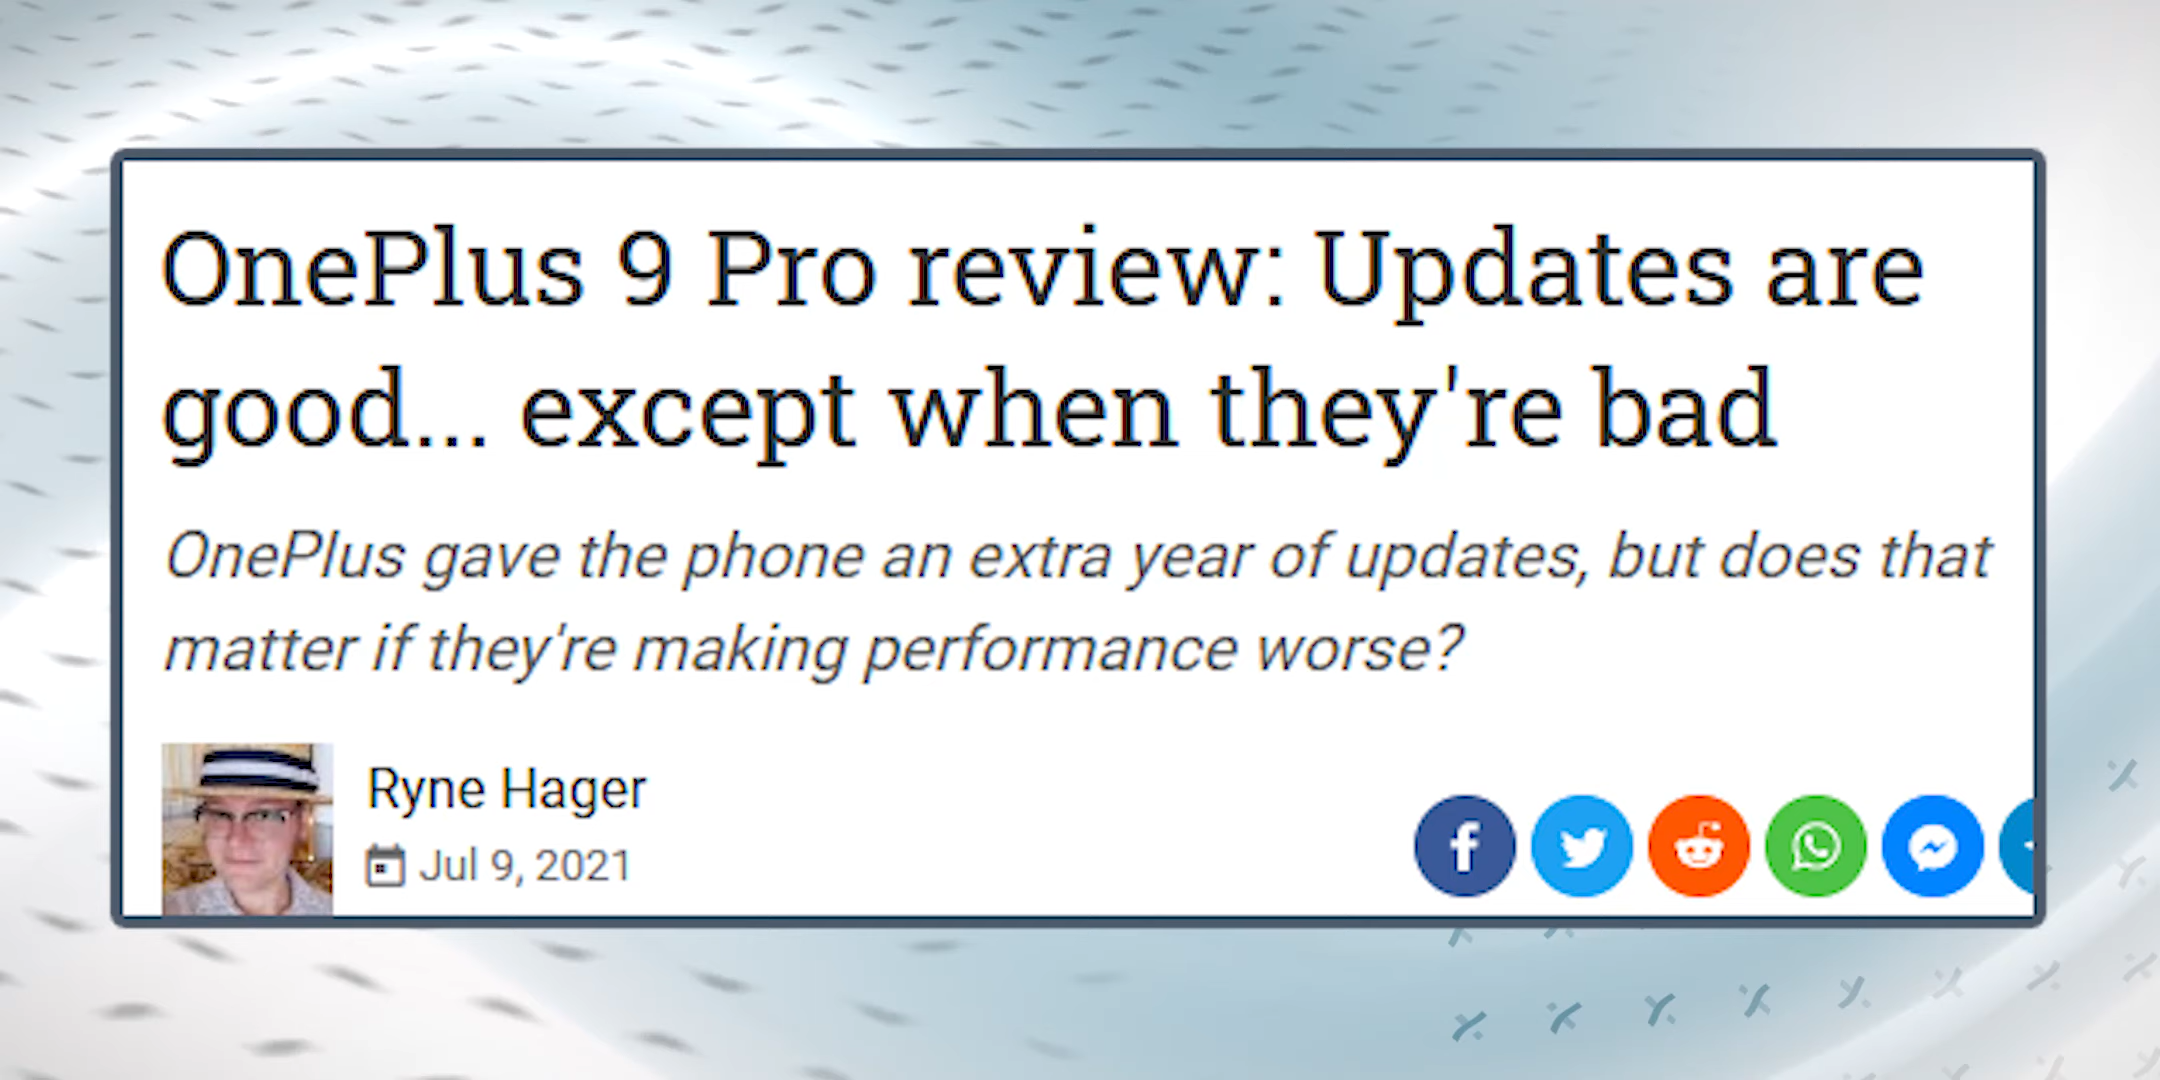 OnePlus 9 Pro review: Updates are
good... except when they're bad
OnePlus gave the phone an extra year of updates, but does that
matter if they're making performance worse?
Ryne Hager
Jul 9, 2021